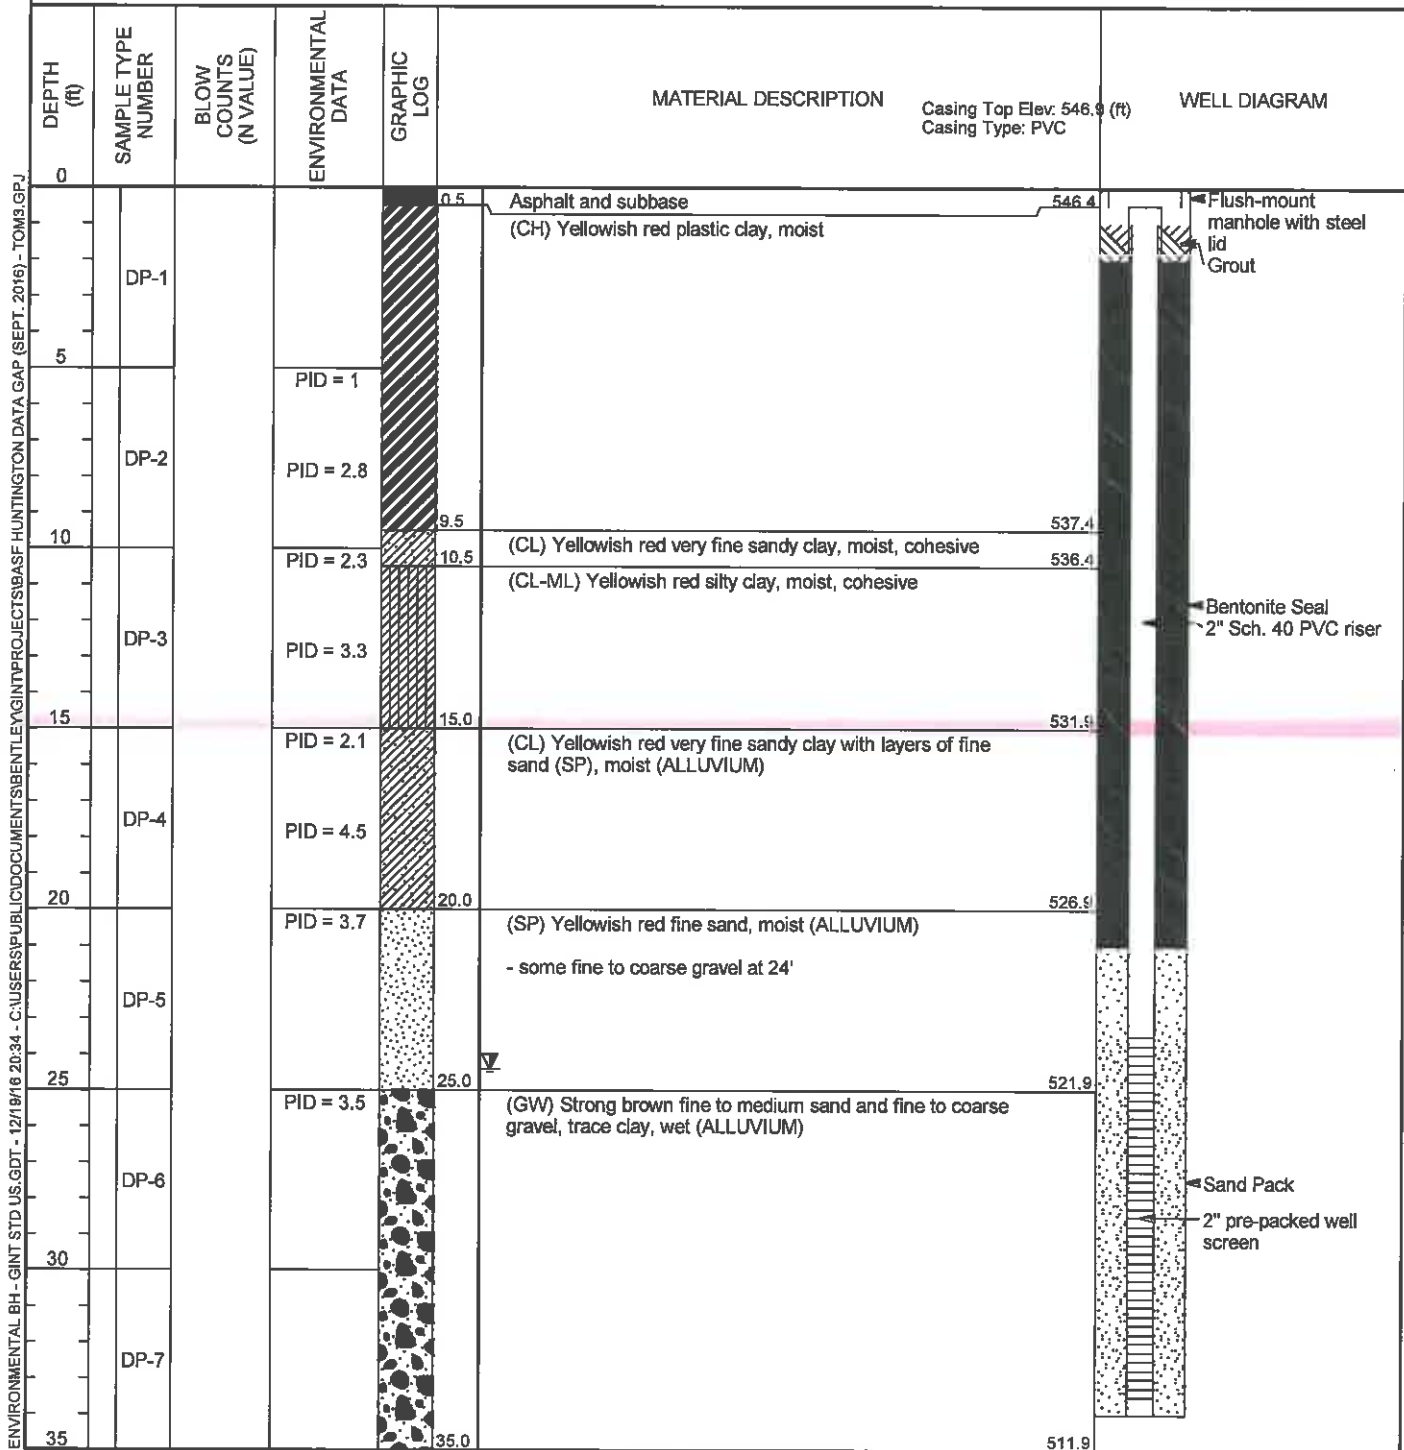 DEPTH
(ft)
SAMPLE TYPE
NUMBER
BLOW
COUNTS
(N VALUE)
ENVIRONMENTAL
DATA
GRAPHIC
LOG
MATERIAL DESCRIPTION
Casing Top Elev: 546.9 (ft)
Casing Type: PVC
WELL DIAGRAM
0
0.5
Asphalt and subbase
546.4
(CH) Yellowish red plastic clay, moist
Flush-mount
manhole with steel
lid
Grout
DP-1
5
PID = 1
DP-2
PID = 2.8
9.5
537.4
10
(CL) Yellowish red very fine sandy clay, moist, cohesive
PID = 2.3
10.5
536.4
(CL-ML) Yellowish red silty clay, moist, cohesive
Bentonite Seal
2" Sch. 40 PVC riser
DP-3
PID = 3.3
15
15.0
531.9
PID = 2.1
(CL) Yellowish red very fine sandy clay with layers of fine
sand (SP), moist (ALLUVIUM)
DP-4
PID = 4.5
20
20.0
526.9
PID = 3.7
(SP) Yellowish red fine sand, moist (ALLUVIUM)
- some fine to coarse gravel at 24'
DP-5
25
25.0
521.9
PID = 3.5
(GW) Strong brown fine to medium sand and fine to coarse
gravel, trace clay, wet (ALLUVIUM)
DP-6
Sand Pack
2" pre-packed well
screen
30
DP-7
35
35.0
511.9
ENVIRONMENTAL BH - GINT STD US.GDT - 12/19/16 20:34 - C:\USERS\PUBLIC\DOCUMENTS\BENTLEY\GINT\PROJECTS\BASF HUNTINGTON DATA GAP (SEPT. 2016) - TOM3.GPJ